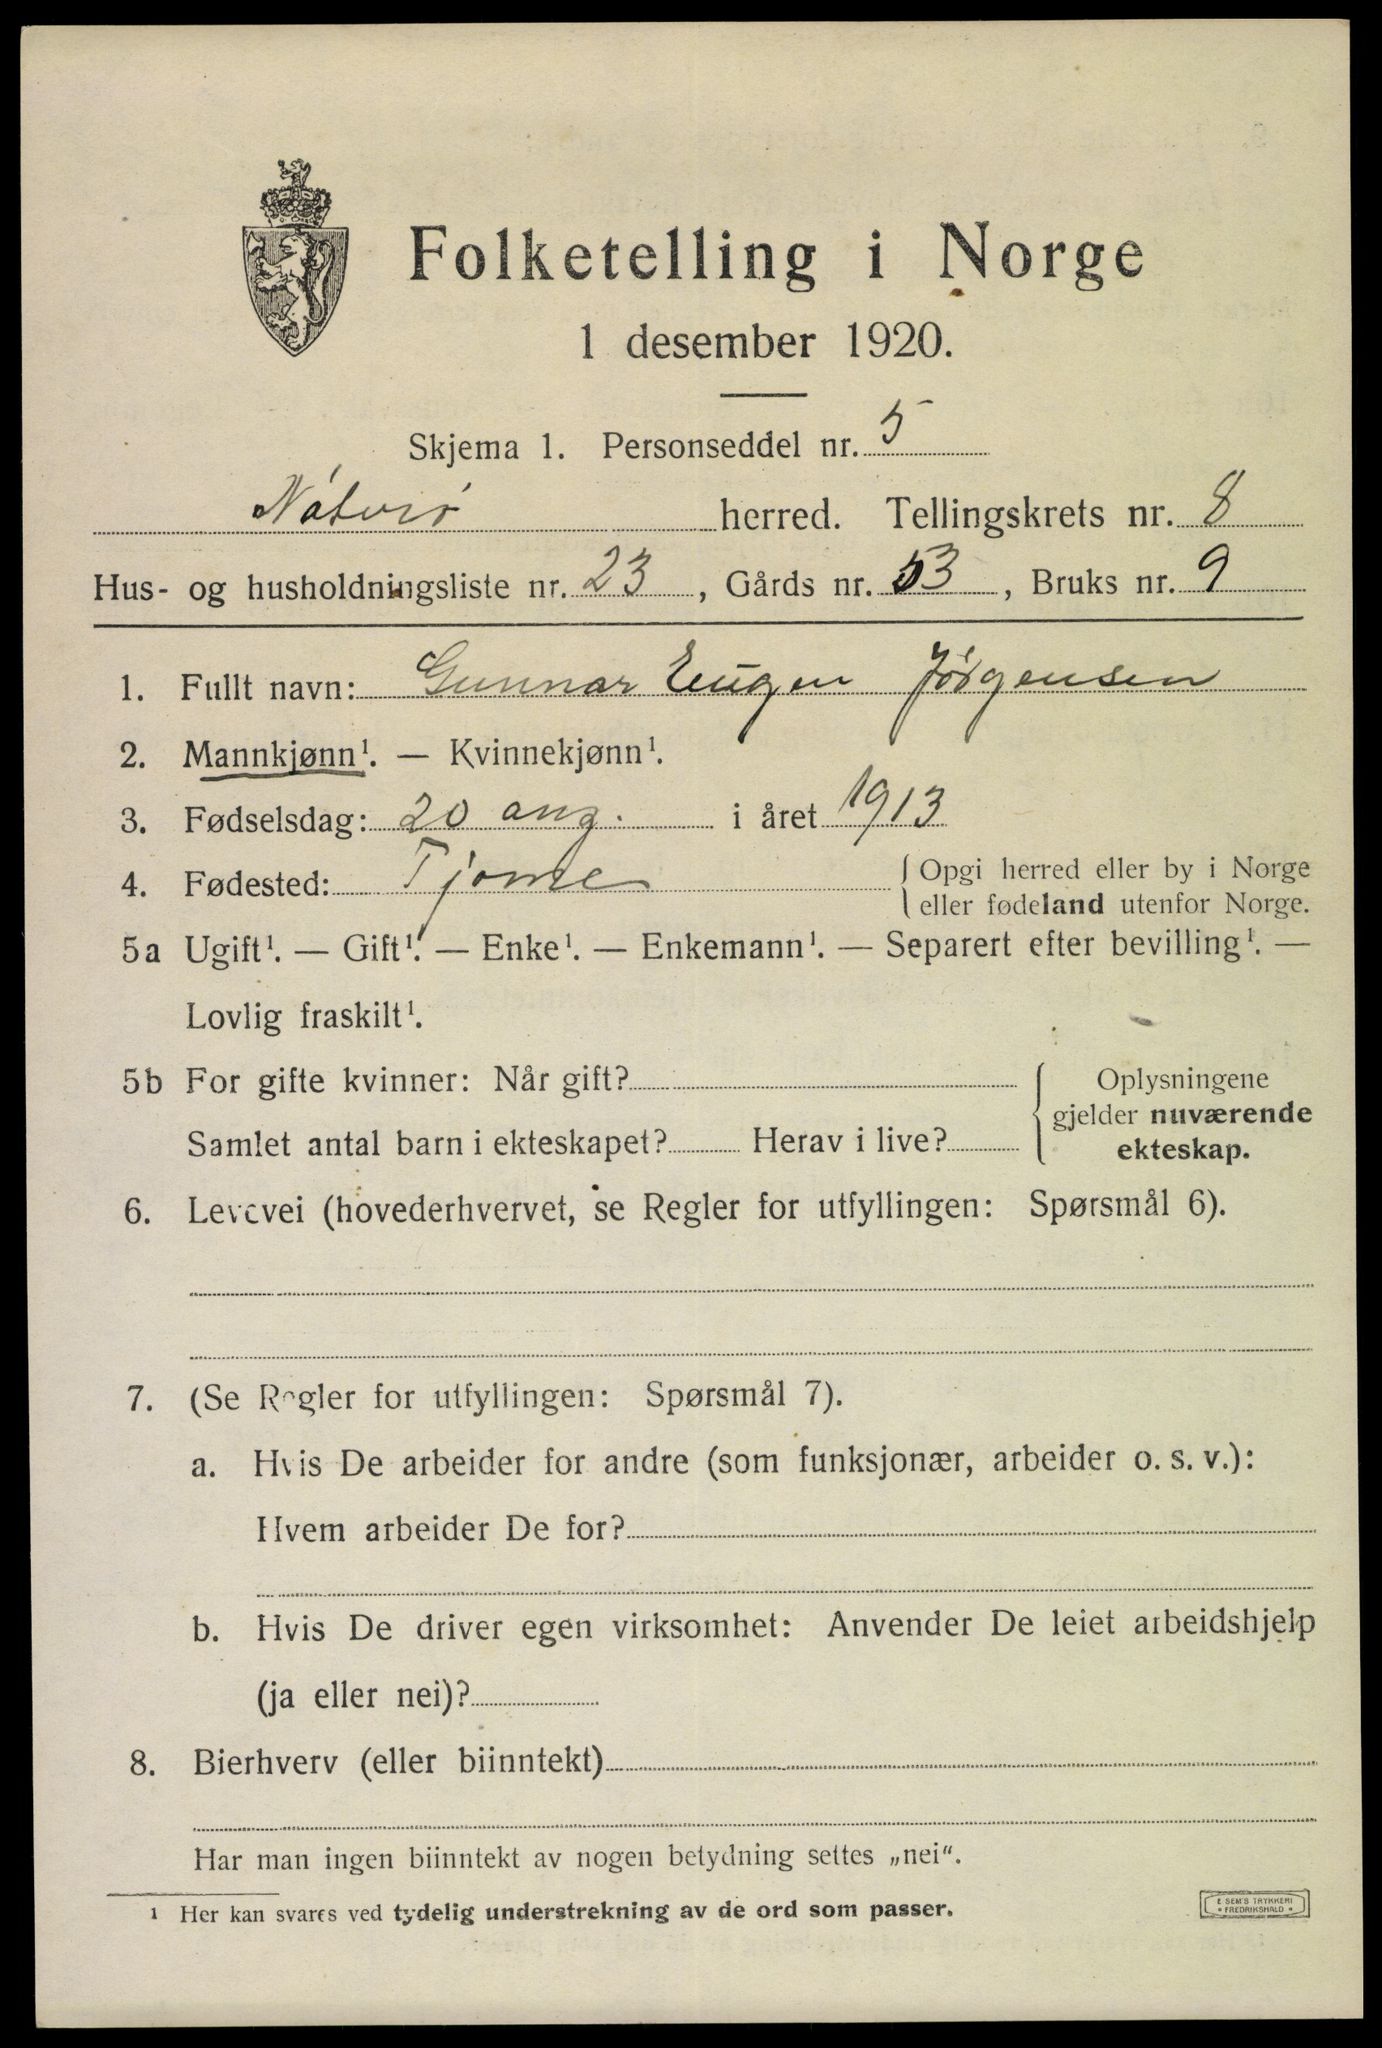 Folketelling i Norge
1 desember 1920.
Skjema 1. Personseddel nr. 5
Nøtterø herred. Tellingskrets nr. 8
Hus- og husholdningsliste nr. 23, Gårds nr. 53, Bruks nr. 9
1. Fullt navn: Gunnar Eugen Jørgensen
2. Mannkjønn¹. — Kvinnekjønn¹.
3. Fødselsdag: 20 aug. i året 1913
4. Fødested: Tjøme { Opgi herred eller by i Norge
eller fødeland utenfor Norge.
5a Ugift¹. — Gift¹. — Enke¹. — Enkemann¹. — Separert efter bevilling¹. —
Lovlig fraskilt¹.
5b For gifte kvinner: Når gift?
Samlet antal barn i ekteskapet? Herav i live?
{ Oplysningene
gjelder nuværende
ekteskap.
6. Levevei (hovederhvervet, se Regler for utfyllingen: Spørsmål 6).
7. (Se Regler for utfyllingen: Spørsmål 7).
a. Hvis De arbeider for andre (som funksjonær, arbeider o. s. v.):
Hvem arbeider De for?
b. Hvis De driver egen virksomhet: Anvender De leiet arbeidshjelp
(ja eller nei)?
8. Bierhverv (eller biinntekt)
Har man ingen biinntekt av nogen betydning settes „nei“.
¹ Her kan svares ved tydelig understrekning av de ord som passer.
E SEM'S TRYKKERI
• FREDRIKSHALD •